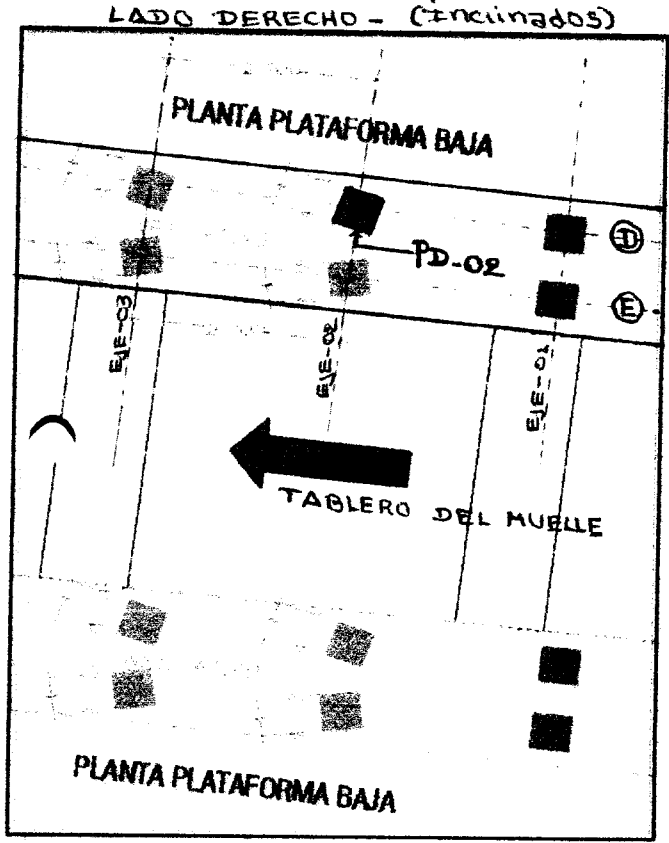 LADO DERECHO - (Inclinados)
PLANTA PLATAFORMA BAJA
D
PD-02
E
EJE-03
EJE-02
EJE-01
TABLERO DEL MUELLE
PLANTA PLATAFORMA BAJA